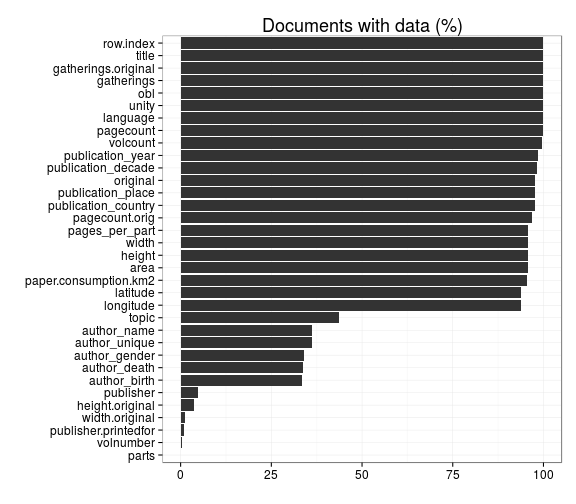 Documents with data (%)
row.index
title
gatherings.original
gatherings
obl
unity
language
pagecount
volcount
publication_year
publication_decade
original
publication_place
publication_country
pagecount.orig
pages_per_part
width
height
area
paper.consumption.km2
latitude
longitude
topic
author_name
author_unique
author_gender
author_death
author_birth
publisher
height.original
width.original
publisher.printedfor
volnumber
parts
0 25 50 75 100